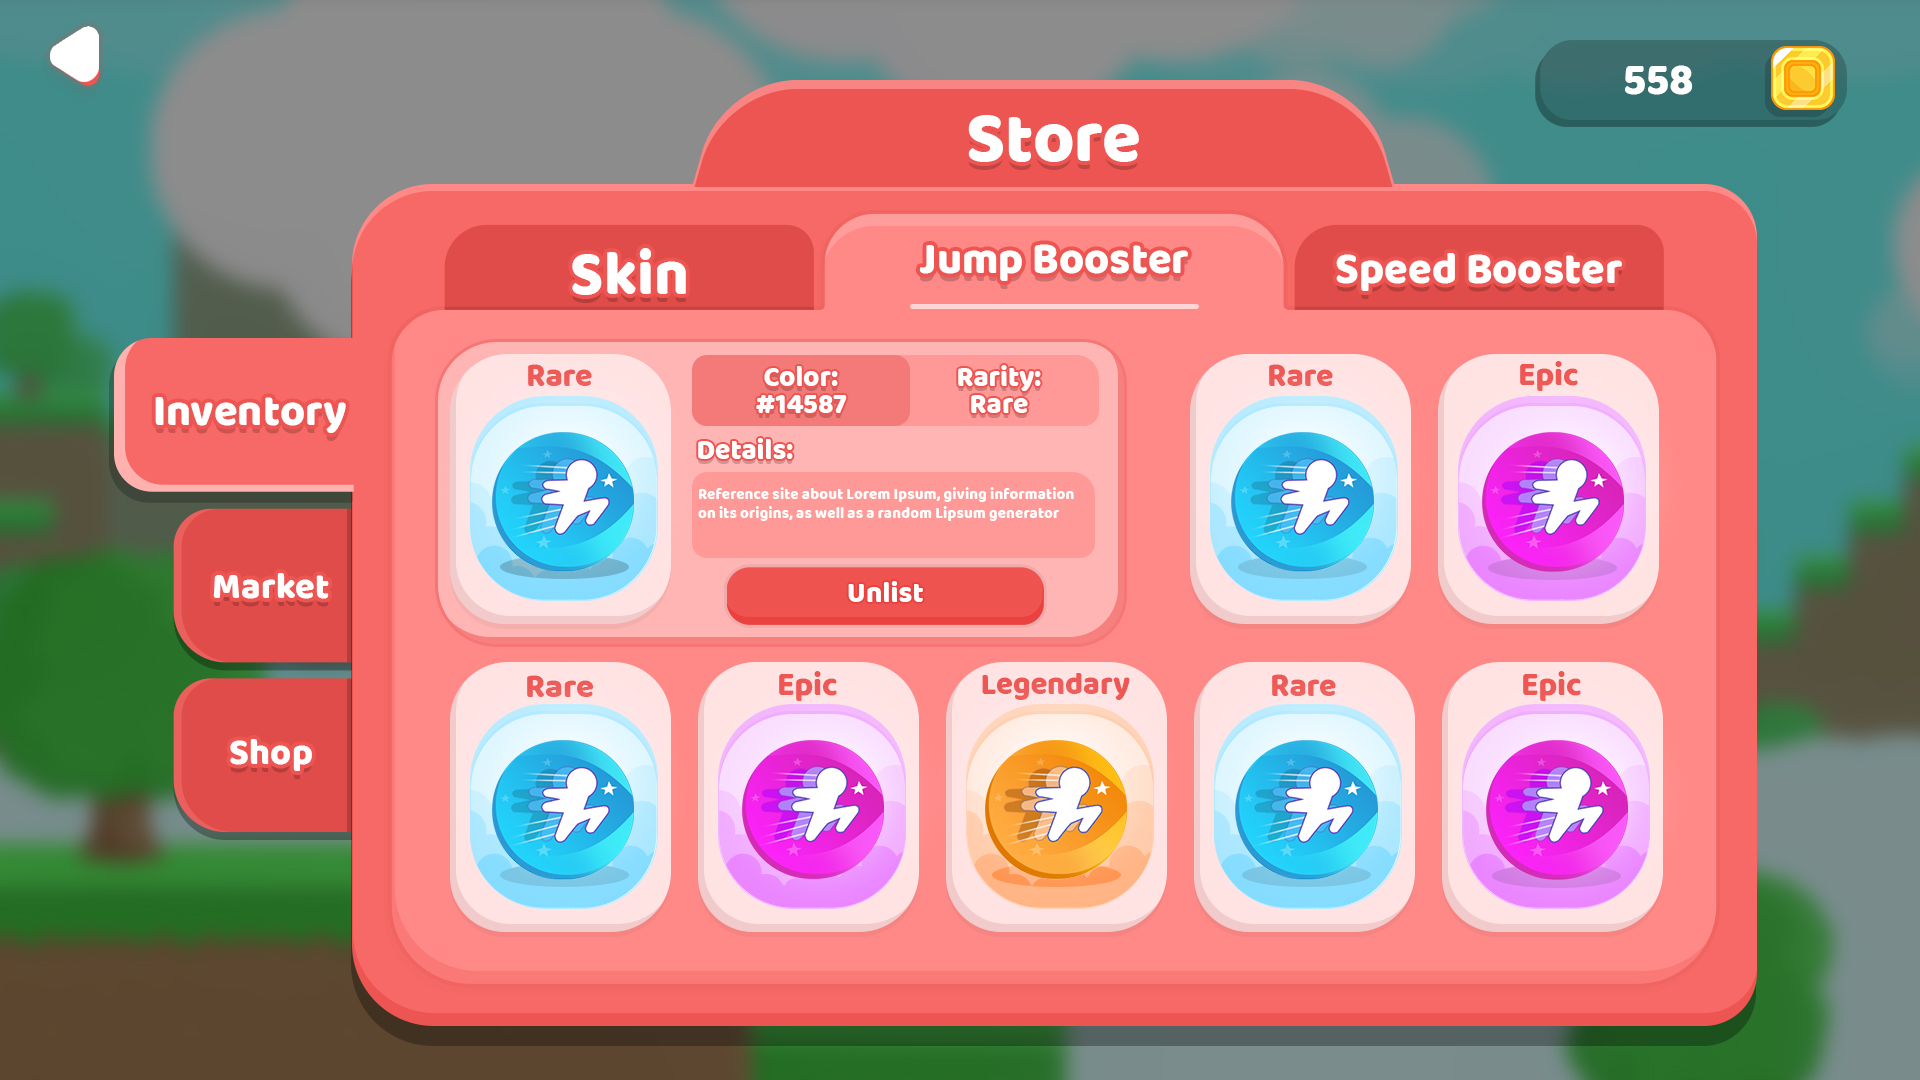 558
Store
Skin
Jump Booster
Speed Booster
Inventory
Market
Shop
Rare
Color:
#14587
Rarity:
Rare
Details:
Reference site about Lorem Ipsum, giving information
on its origins, as well as a random Lipsum generator
Unlist
Rare
Epic
Rare
Epic
Legendary
Rare
Epic